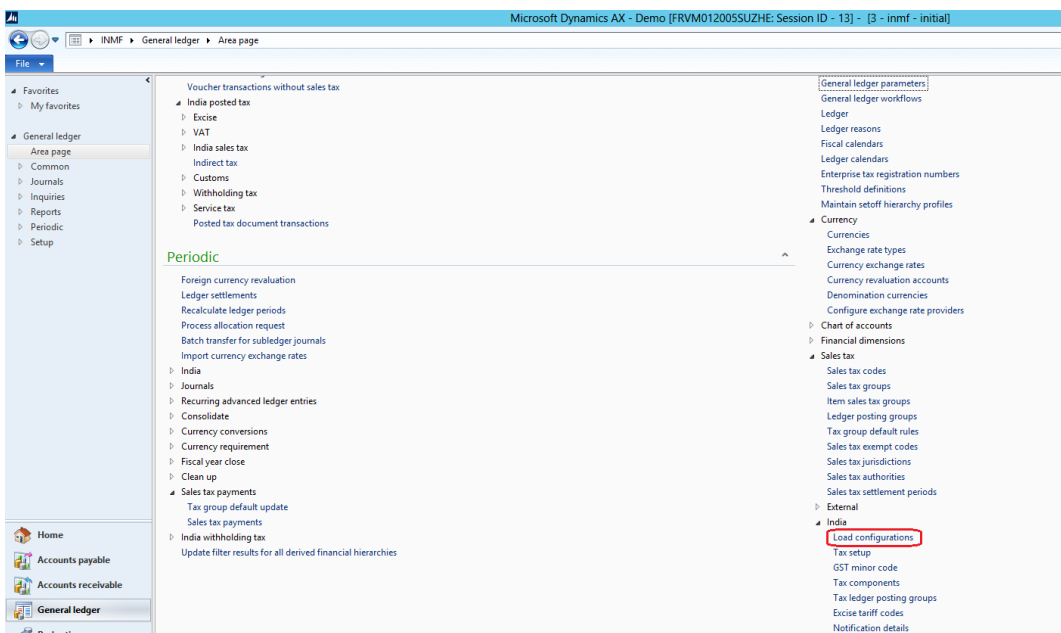 Microsoft Dynamics AX - Demo [FRVM012005SUZHE: Session ID - 13] - [3 - inmf - initial]
INMF General ledger Area page
File
Favorites
My favorites
General ledger
Area page
Common
Journals
Inquiries
Reports
Periodic
Setup
Home
Accounts payable
Accounts receivable
General ledger
Voucher transactions without sales tax
India posted tax
Excise
VAT
India sales tax
Indirect tax
Customs
Withholding tax
Service tax
Posted tax document transactions
Periodic
Foreign currency revaluation
Ledger settlements
Recalculate ledger periods
Process allocation request
Batch transfer for subledger journals
Import currency exchange rates
India
Journals
Recurring advanced ledger entries
Consolidate
Currency conversions
Currency requirement
Fiscal year close
Clean up
Sales tax payments
Tax group default update
Sales tax payments
India withholding tax
Update filter results for all derived financial hierarchies
General ledger parameters
General ledger workflows
Ledger
Ledger reasons
Fiscal calendars
Ledger calendars
Enterprise tax registration numbers
Threshold definitions
Maintain setoff hierarchy profiles
Currency
Currencies
Exchange rate types
Currency exchange rates
Currency revaluation accounts
Denomination currencies
Configure exchange rate providers
Chart of accounts
Financial dimensions
Sales tax
Sales tax codes
Sales tax groups
Item sales tax groups
Ledger posting groups
Tax group default rules
Sales tax exempt codes
Sales tax jurisdictions
Sales tax authorities
Sales tax settlement periods
External
India
Load configurations
Tax setup
GST minor code
Tax components
Tax ledger posting groups
Excise tariff codes
Notification details